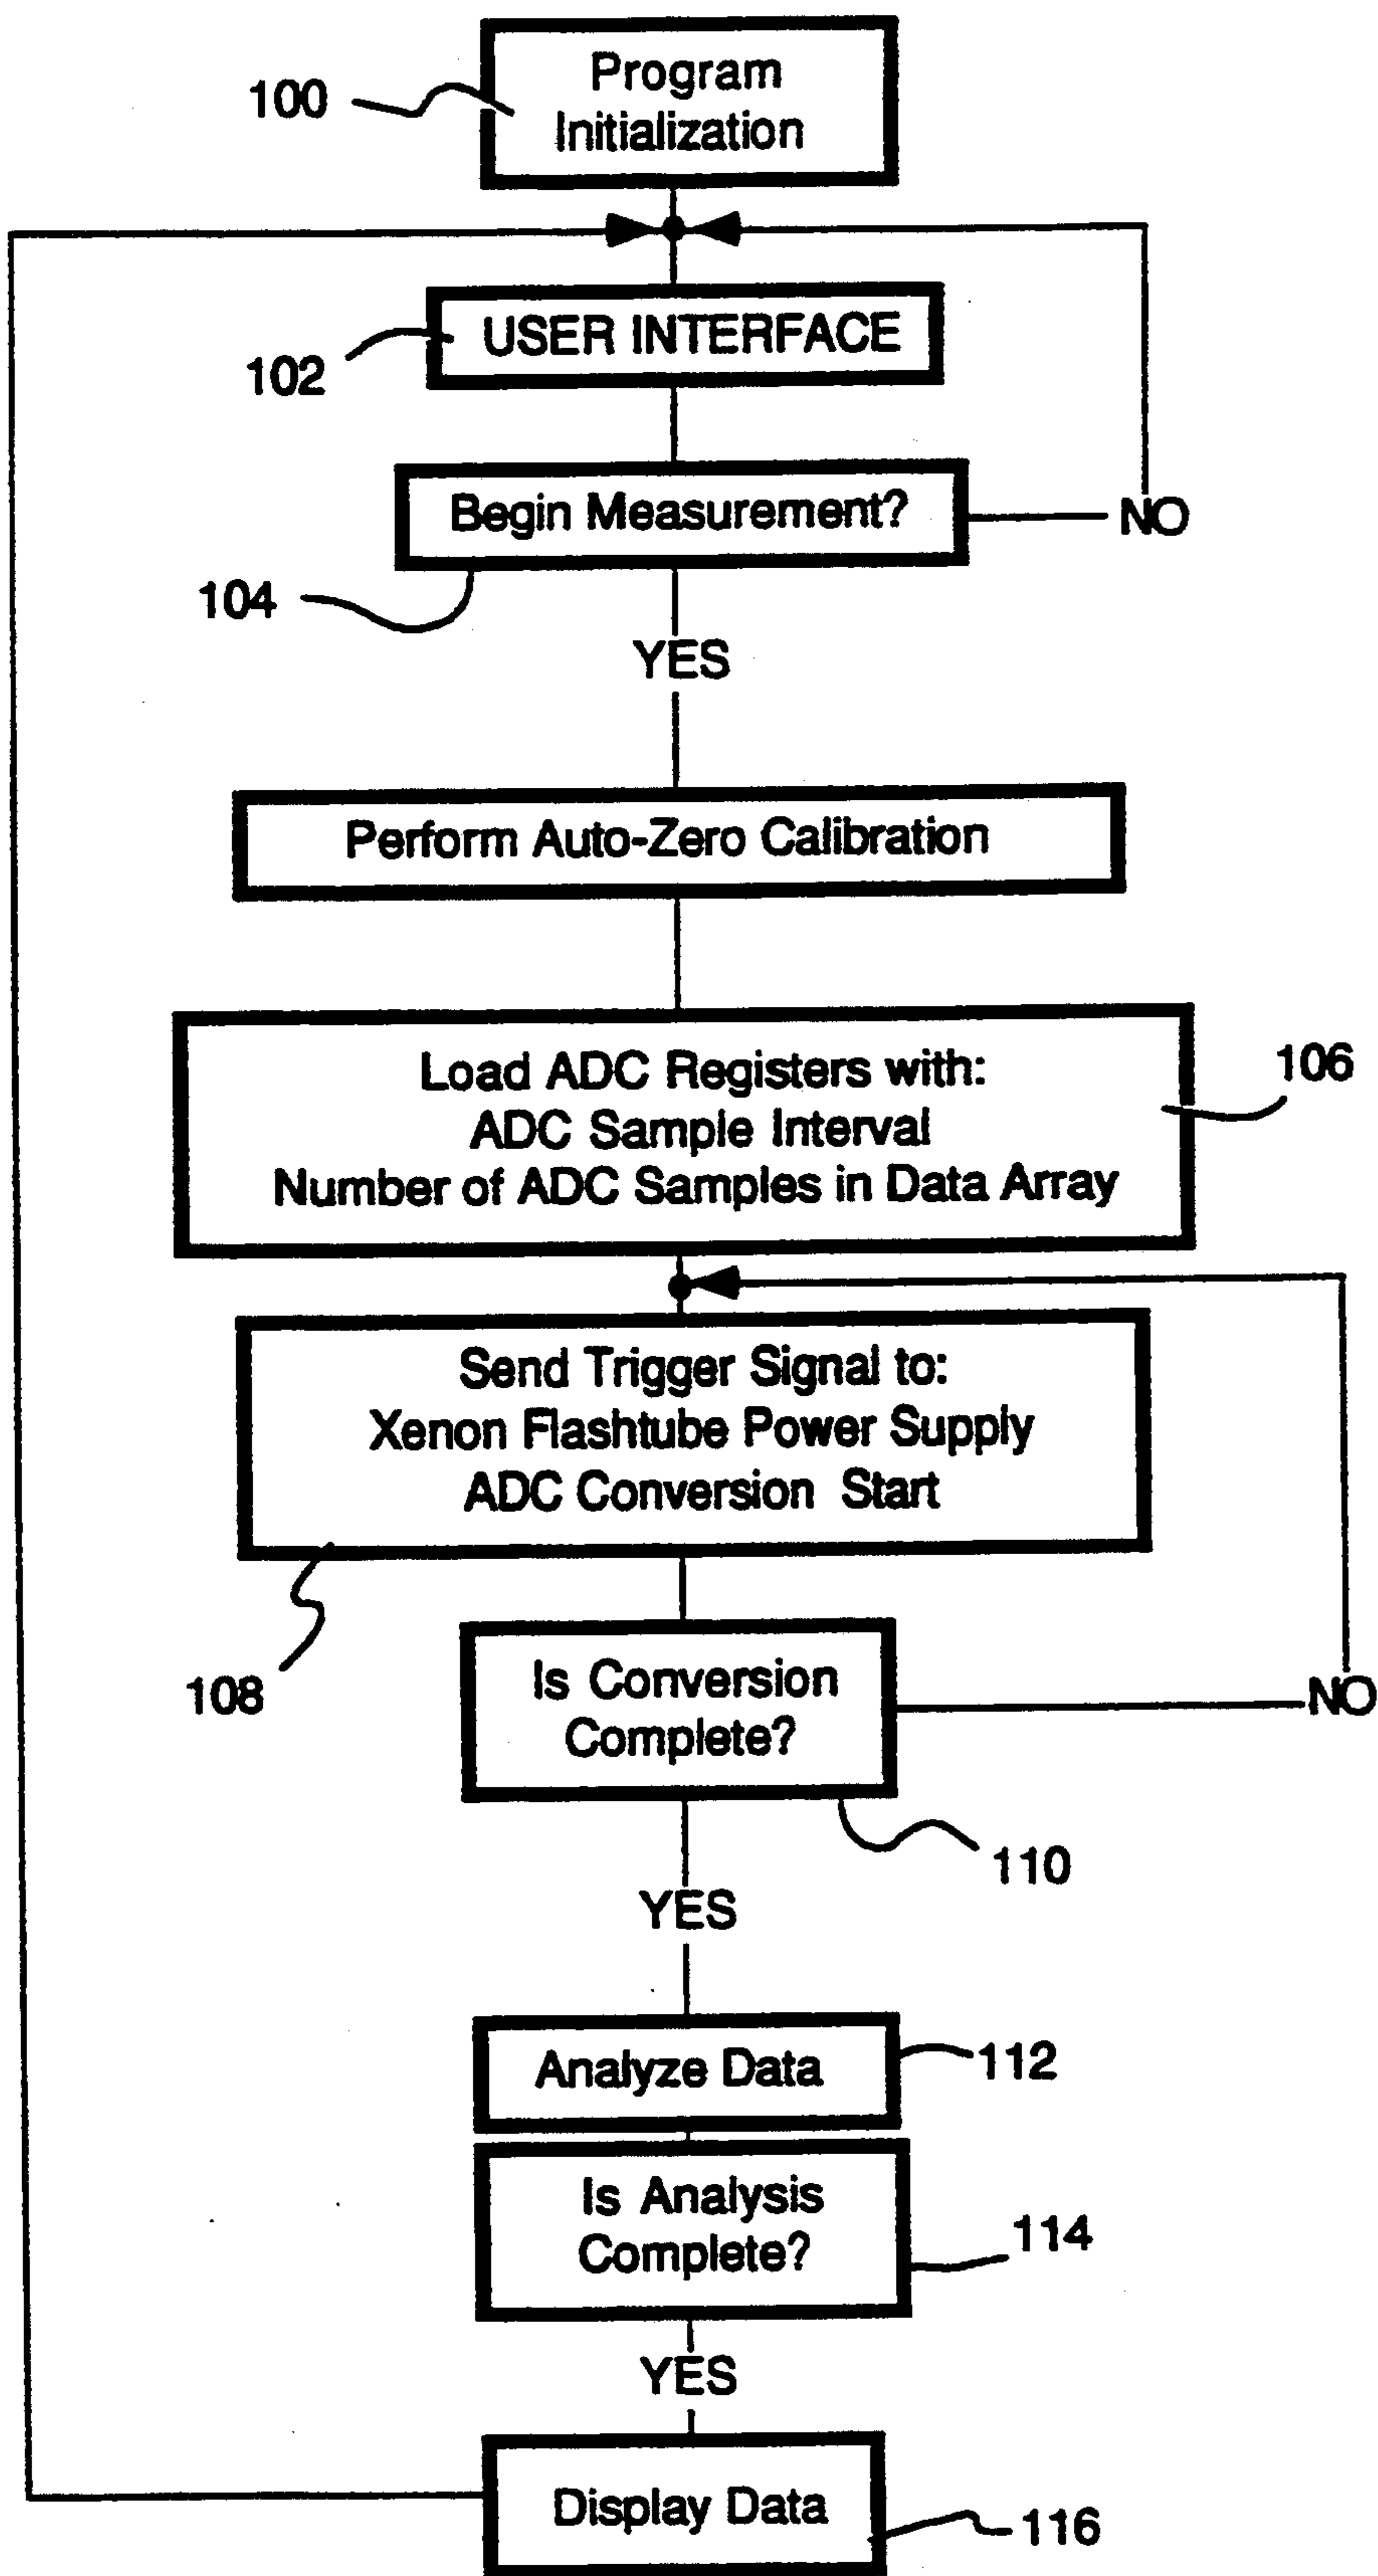 Program
Initialization
100
USER INTERFACE
102
Begin Measurement?
NO
104
YES
Perform Auto-Zero Calibration
Load ADC Registers with:
ADC Sample Interval
Number of ADC Samples in Data Array
106
Send Trigger Signal to:
Xenon Flashtube Power Supply
ADC Conversion Start
108
Is Conversion
Complete?
NO
110
YES
Analyze Data
112
Is Analysis
Complete?
114
YES
Display Data
116